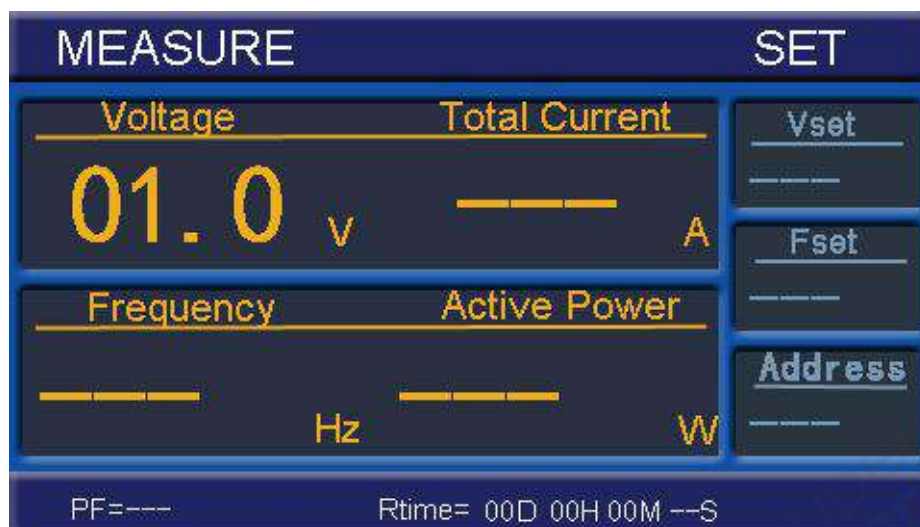 MEASURE SET
Voltage Total Current Vset
01.0 V ——— A ———
Fset
Frequency Active Power ———
——— Hz ——— W Address
———
PF=--- Rtime= 00D 00H 00M --S